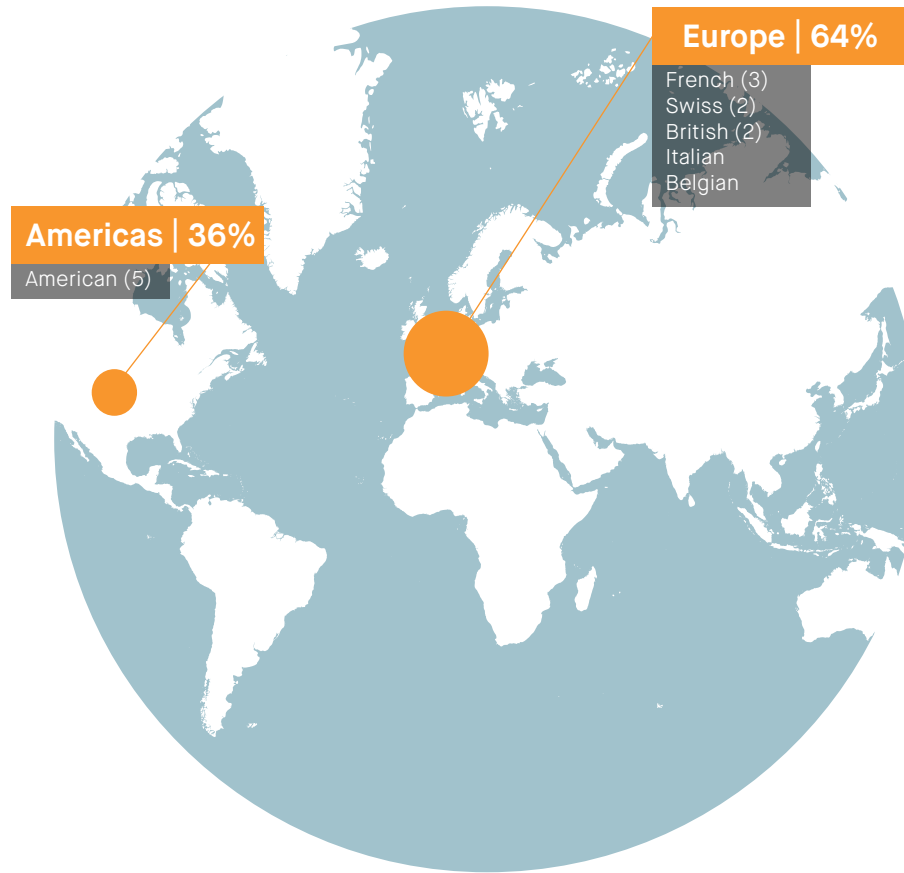 Europe | 64%
French (3)
Swiss (2)
British (2)
Italian
Belgian
Americas | 36%
American (5)